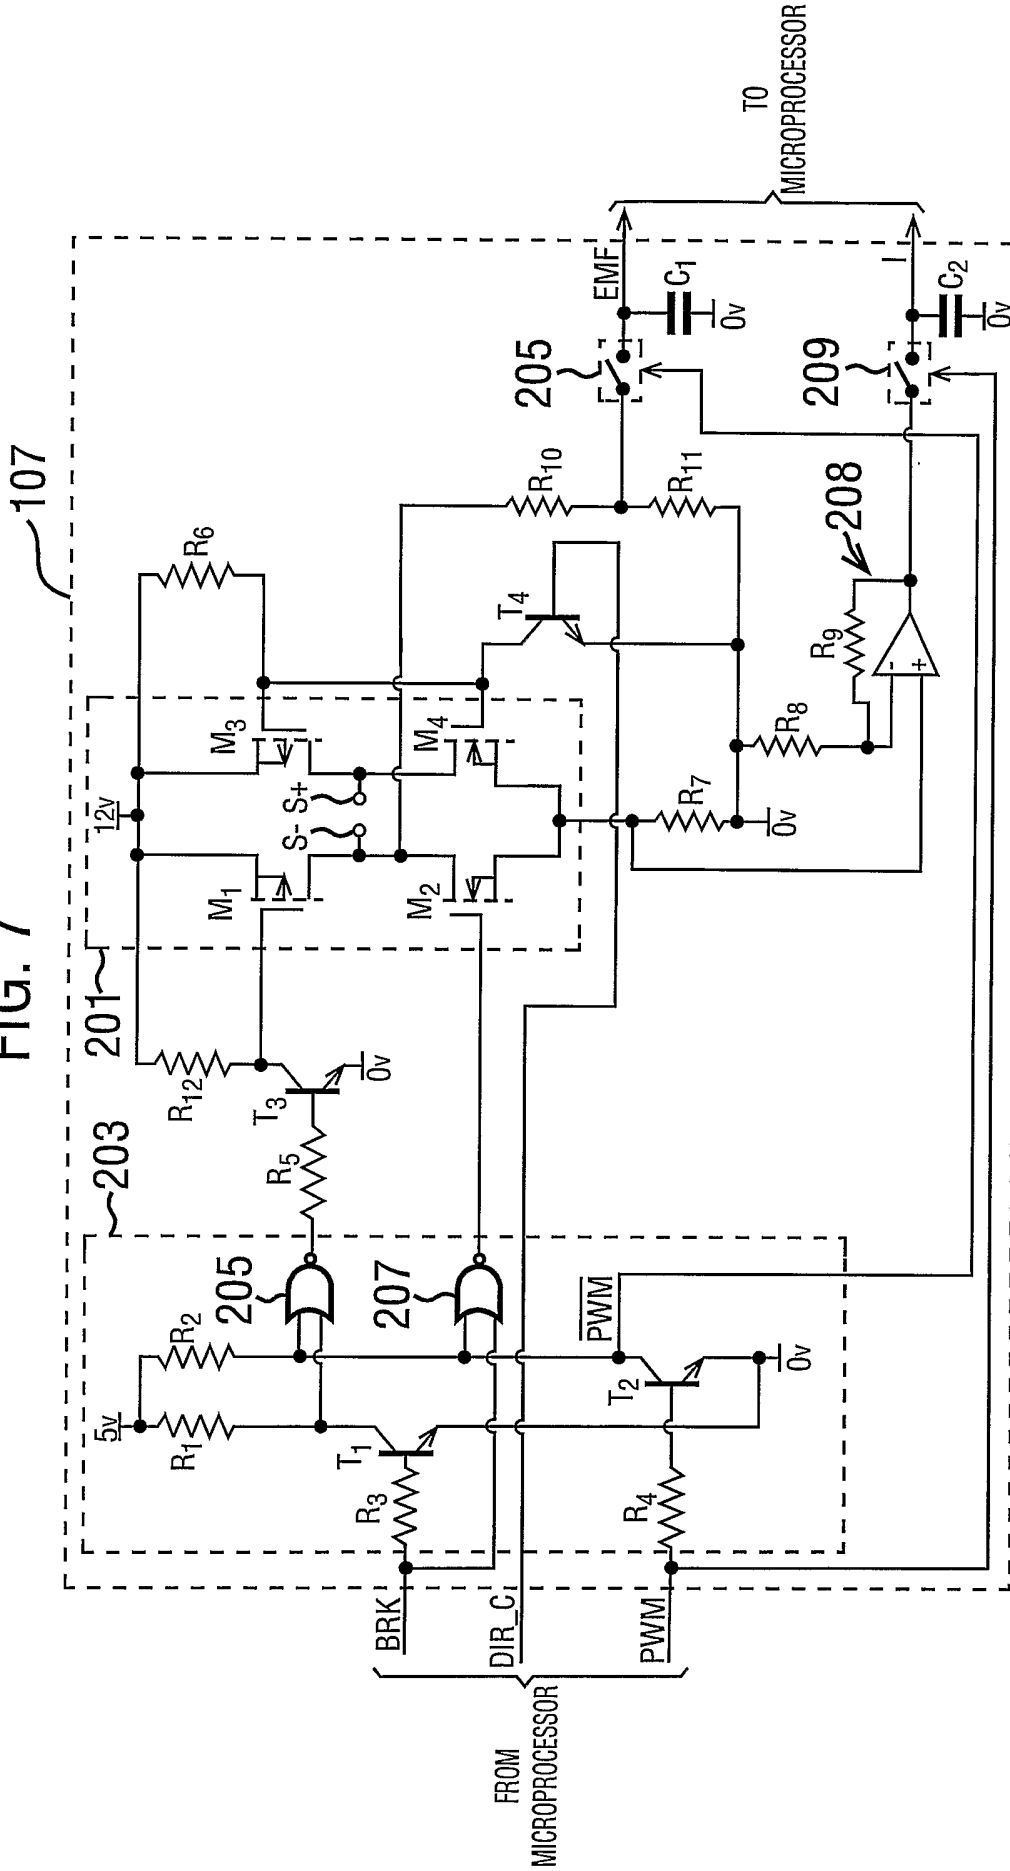 FIG. 7
107
201
203
12v
R6
R12
M1
M3
S-
S+
M2
M4
T3
0v
R5
T4
R10
R11
205
EMF
C1
0v
TO
MICROPROCESSOR
5v
R1
R2
205
207
T1
R3
PWM
T2
0v
R4
BRK
DIR_C
PWM
FROM
MICROPROCESSOR
R7
0v
R8
R9
-
+
208
209
I
C2
0v